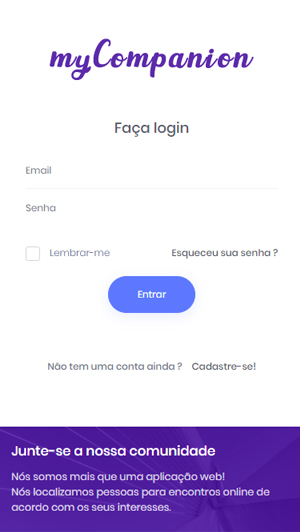 myCompanion
Faça login
Email
Senha
Lembrar-me Esqueceu sua senha ?
Entrar
Não tem uma conta ainda ? Cadastre-se!
Junte-se a nossa comunidade
Nós somos mais que uma aplicação web!
Nós localizamos pessoas para encontros online de
acordo com os seus interesses.